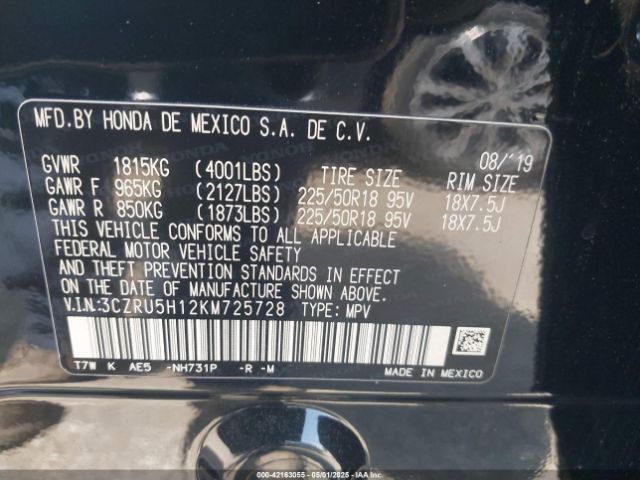 MFD.BY HONDA DE MEXICO S.A. DE C.V.
08/'19
GVWR 1815KG (4001LBS) TIRE SIZE RIM SIZE
GAWR F 965KG (2127LBS) 225/50R18 95V 18X7.5J
GAWR R 850KG (1873LBS) 225/50R18 95V 18X7.5J
THIS VEHICLE CONFORMS TO ALL APPLICABLE
FEDERAL MOTOR VEHICLE SAFETY
AND THEFT PREVENTION STANDARDS IN EFFECT
ON THE DATE OF MANUFACTURE SHOWN ABOVE.
V.I.N:3CZRU5H12KM725728 TYPE: MPV
T7W K AE5 -NH731P -R -M
MADE IN MEXICO
000-42163055 - 05/01/2025 - IAAI/IAA, INC.